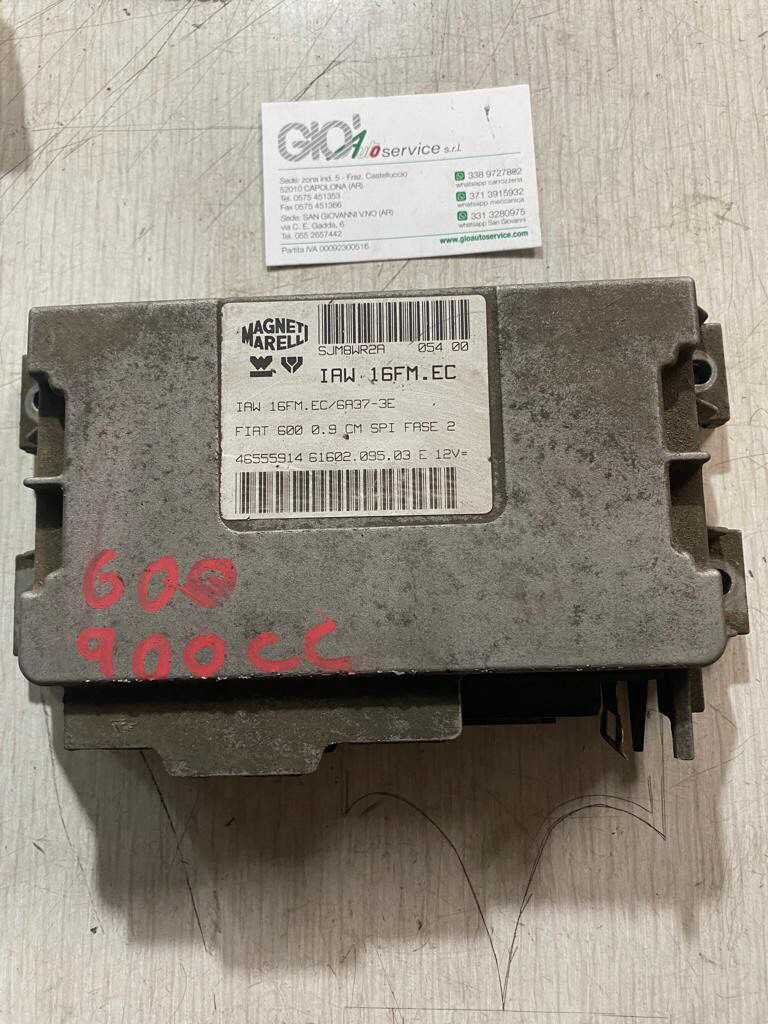 GIO' Auto service s.r.l.
Sede: zona ind. 5 - Fraz. Castelluccio
52010 CAPOLONA (AR)
Tel. 0575 451353
Fax 0575 451366
Sede: SAN GIOVANNI V.NO (AR)
via C. E. Gadda, 6
Tel. 055 2657442
Partita IVA 00092300516
338 9727802
whatsapp carrozzeria
371 3915932
whatsapp meccanica
331 3280975
whatsapp San Giovanni
www.gioautoservice.com
MAGNETI
MARELLI
SJM8WR2A 054 00
IAW 16FM.EC
IAW 16FM.EC/6A37-3E
FIAT 600 0.9 CM SPI FASE 2
46555914 61602.095.03 E 12V=
600
900CC